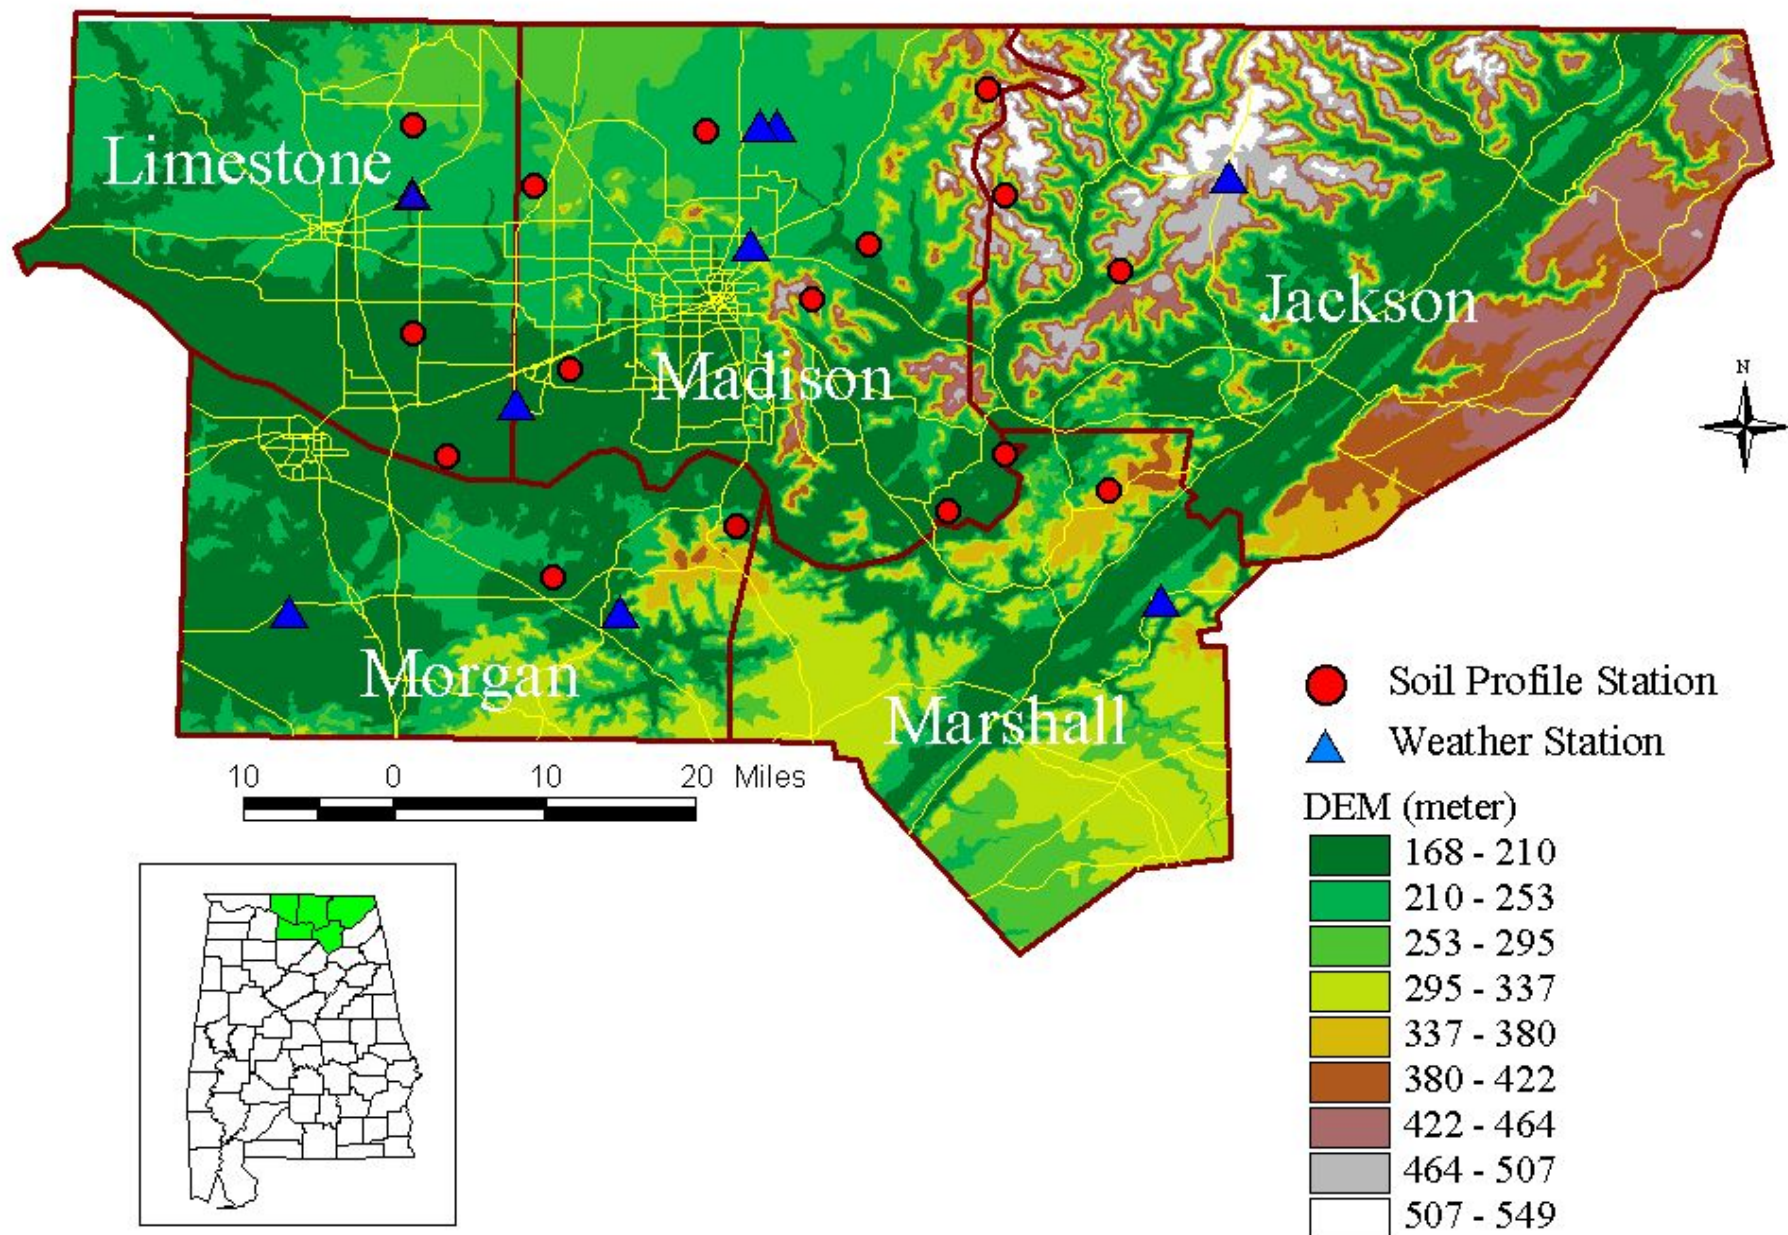 Limestone
Madison
Jackson
N
Morgan
Marshall
10 0 10 20 Miles
Soil Profile Station
Weather Station
DEM (meter)
168 - 210
210 - 253
253 - 295
295 - 337
337 - 380
380 - 422
422 - 464
464 - 507
507 - 549